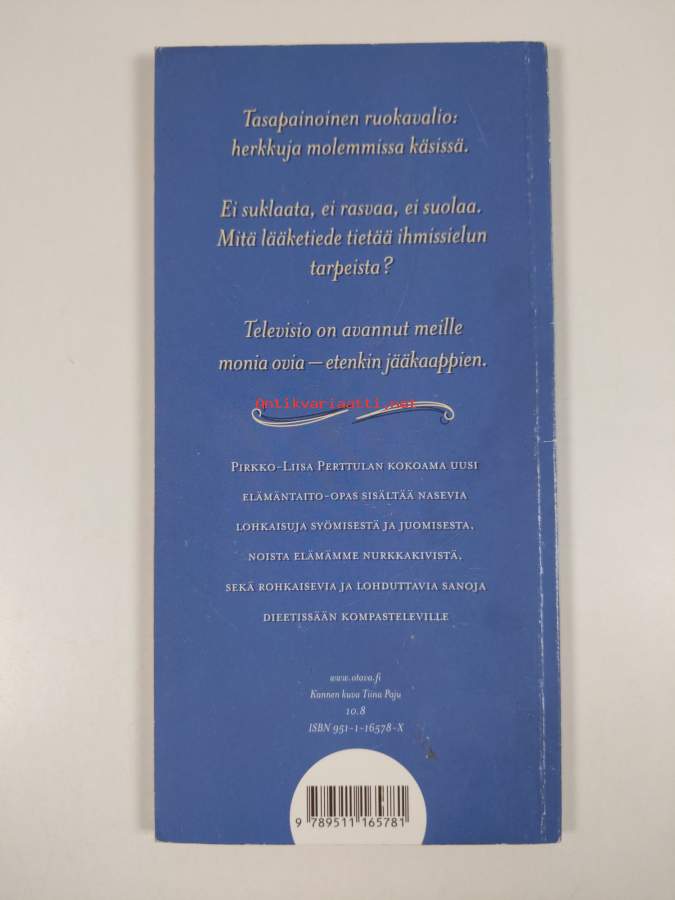 Tasapainoinen ruokavalio:
herkkuja molemmissa käsissä.
Ei suklaata, ei rasvaa, ei suolaa.
Mitä lääketiede tietää ihmissielun
tarpeista?
Televisio on avannut meille
monia ovia – etenkin jääkaappien.
Antikvariaatti.net
Pirkko-Liisa Perttulan kokoama uusi
elämäntaito-opas sisältää nasevia
lohkaisuja syömisestä ja juomisesta,
noista elämämme nurkkakivistä,
sekä rohkaisevia ja lohduttavia sanoja
dieetissään kompasteleville
www.otava.fi
Kannen kuva Tiina Paju
10.8
ISBN 951-1-16578-X
9 789511 165781